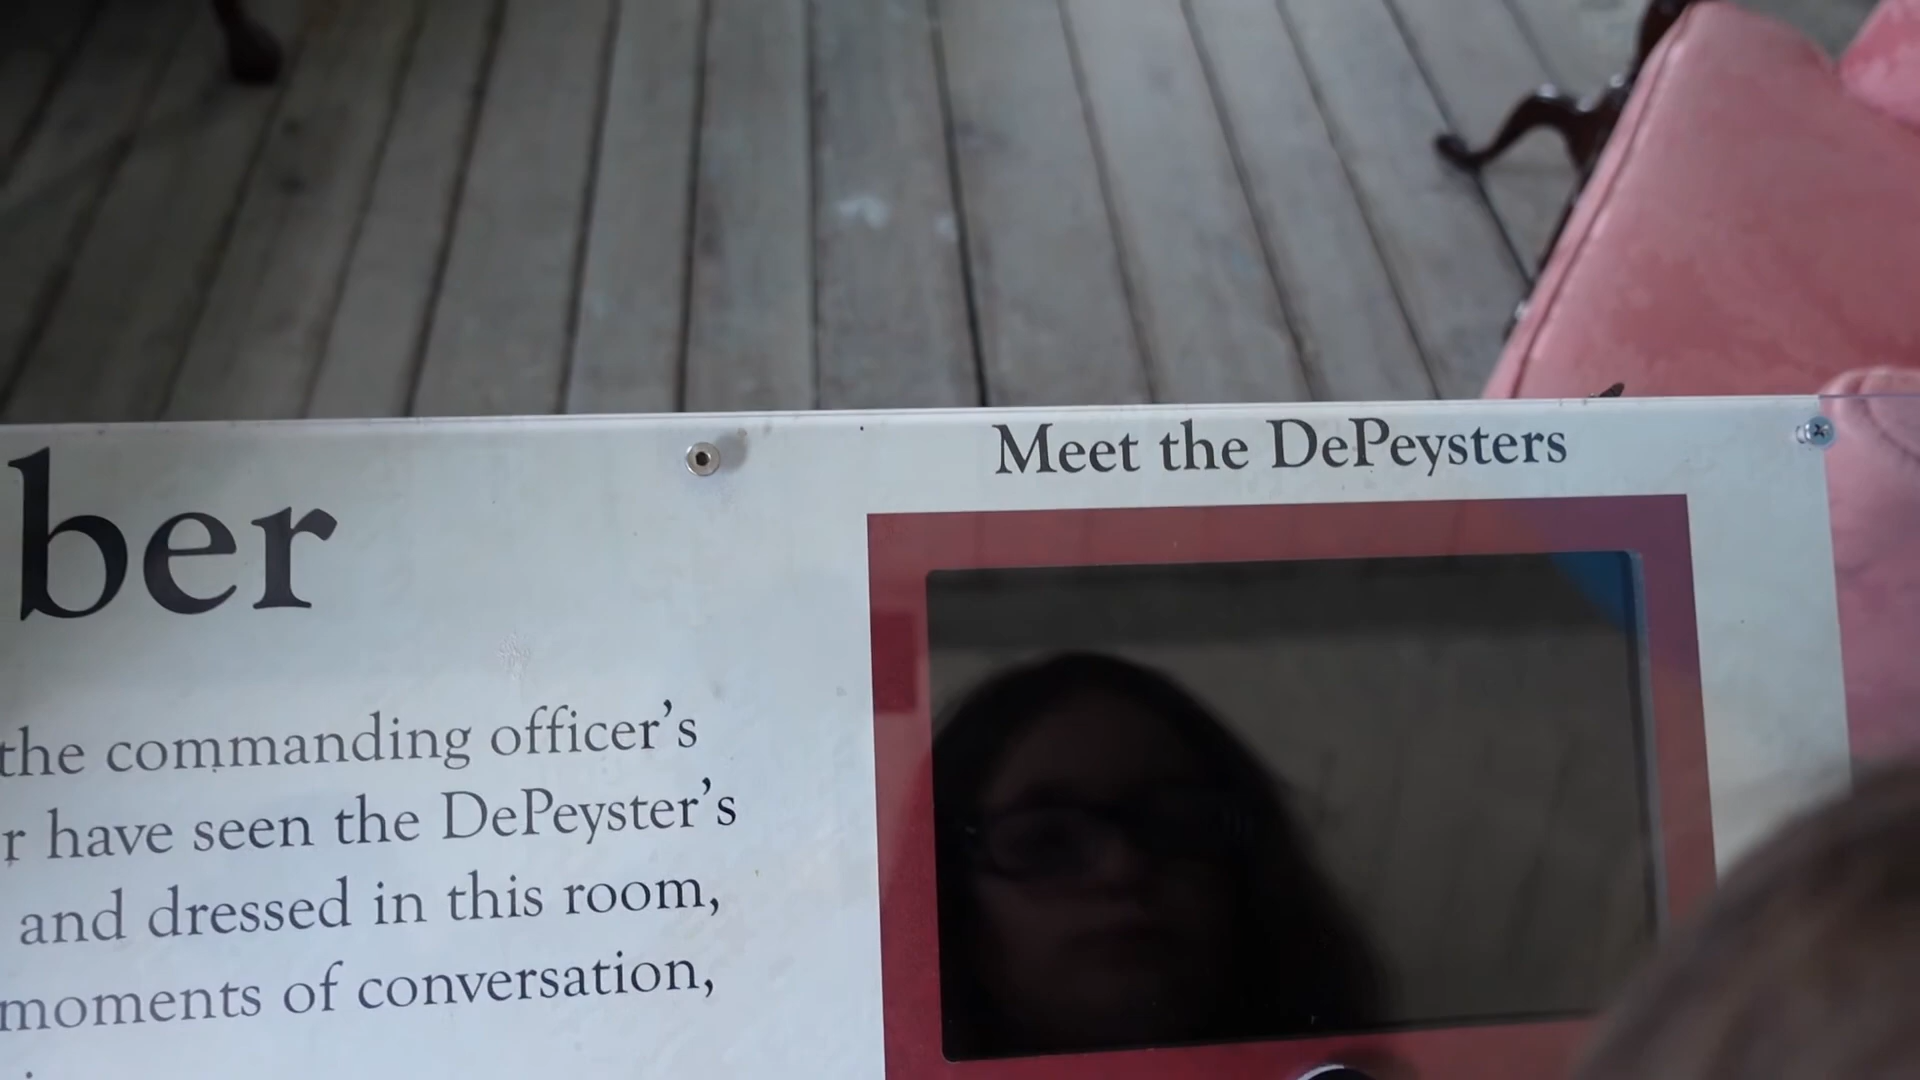 Meet the DePeysters
ber
the commanding officer's
r have seen the DePeyster's
and dressed in this room,
moments of conversation,